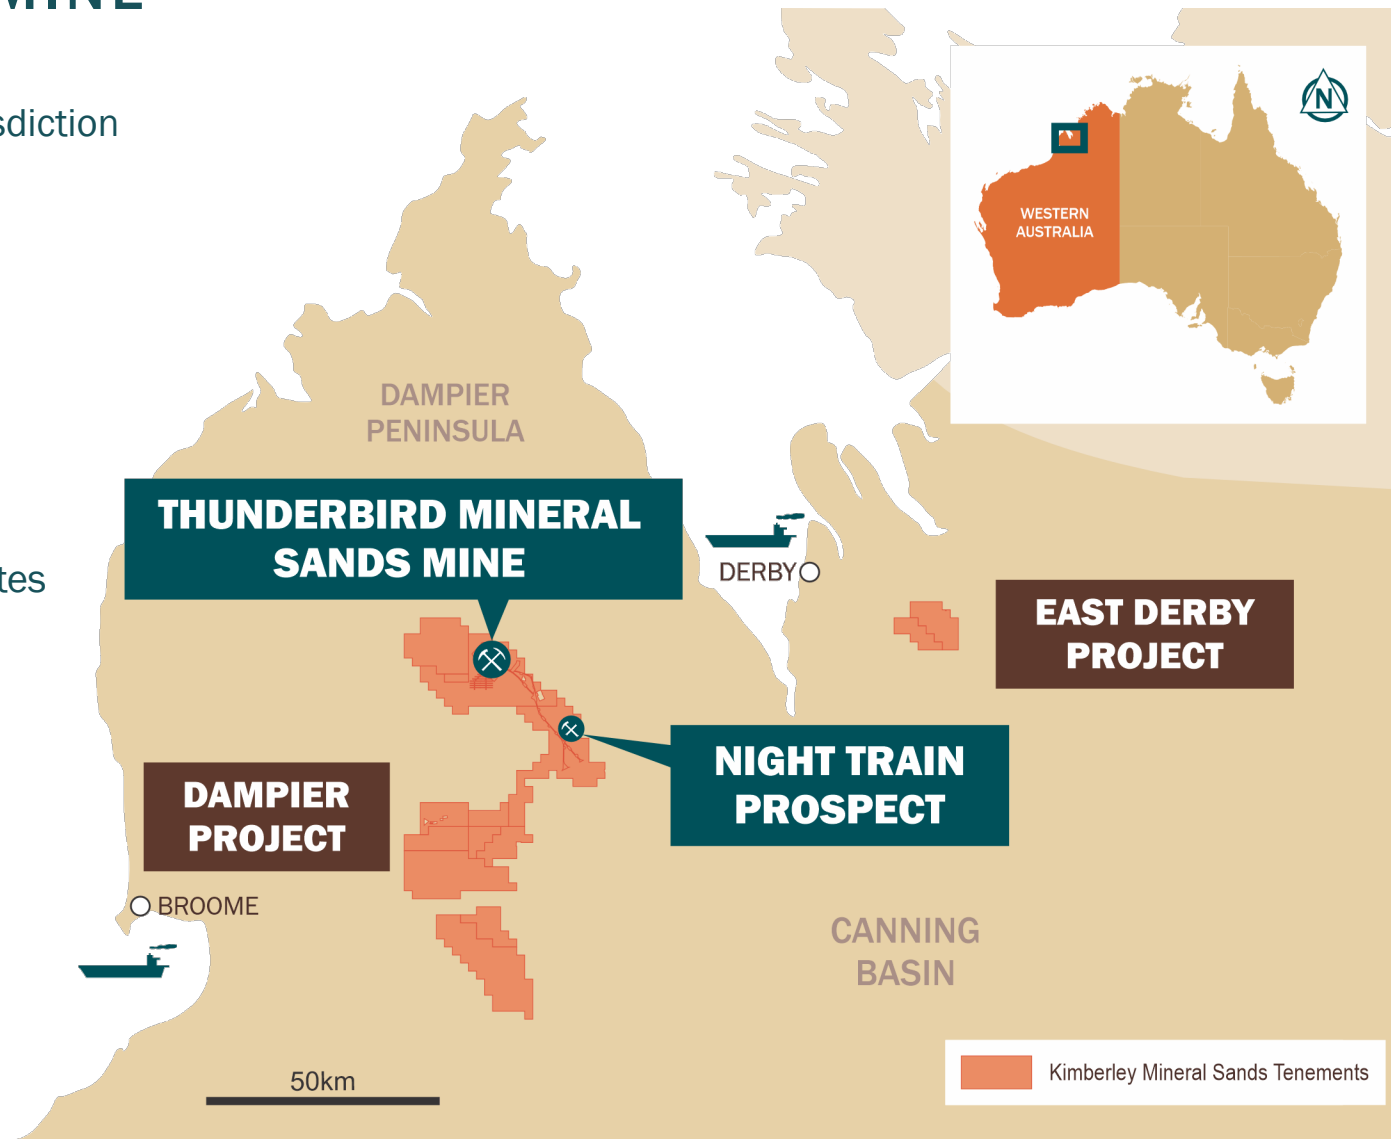 MINE
sdiction
tes
N
WESTERN
AUSTRALIA
DAMPIER
PENINSULA
THUNDERBIRD MINERAL
SANDS MINE
DERBY
EAST DERBY
PROJECT
NIGHT TRAIN
PROSPECT
DAMPIER
PROJECT
BROOME
CANNING
BASIN
50km
Kimberley Mineral Sands Tenements